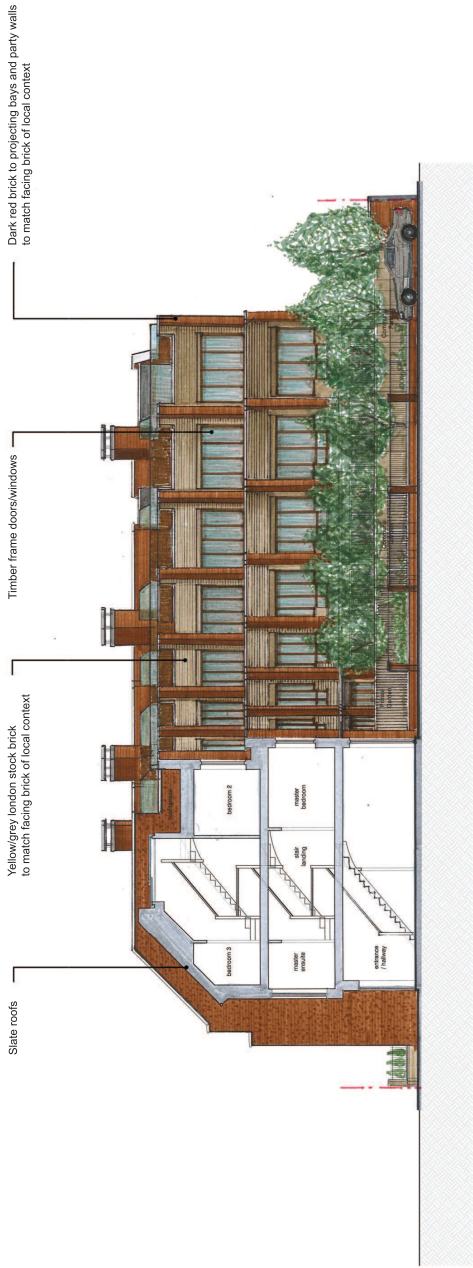 Slate roofs
Yellow/grey london stock brick
to match facing brick of local context
Timber frame doors/windows
Dark red brick to projecting bays and party walls
to match facing brick of local context
bedroom 3
bedroom 2
master
ensuite
stair
landing
master
bedroom
entrance
/ hallway